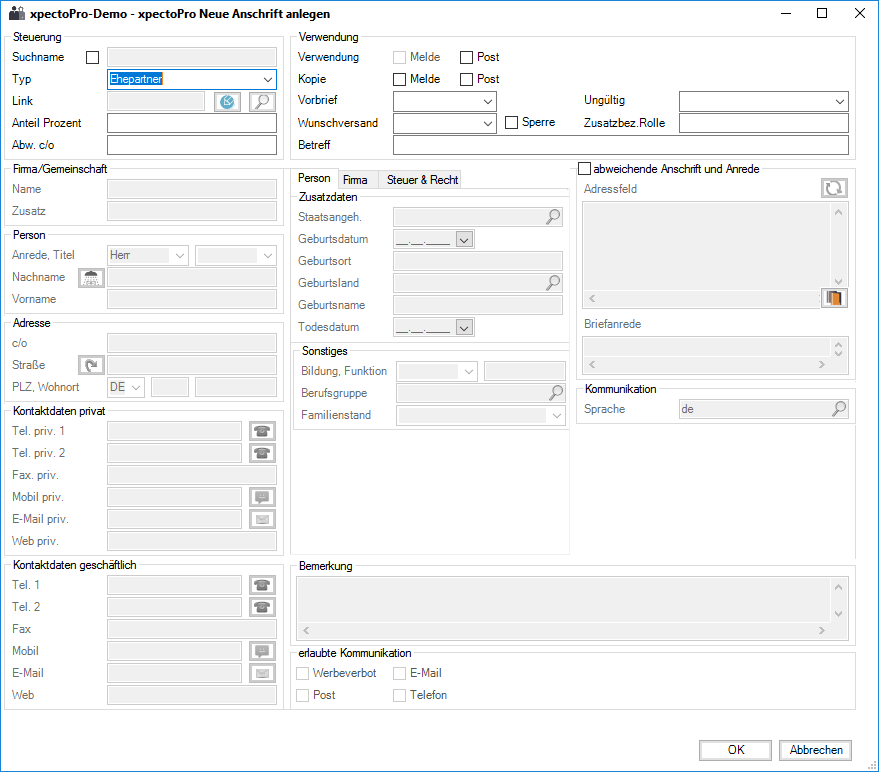 xpectoPro-Demo - xpectoPro Neue Anschrift anlegen
Steuerung
Suchname
Typ Ehepartner
Link
Anteil Prozent
Abw. c/o
Verwendung
Verwendung Melde Post
Kopie Melde Post
Vorbrief Ungültig
Wunschversand Sperre Zusatzbez.Rolle
Betreff
Firma/Gemeinschaft
Name
Zusatz
Person
Anrede, Titel Herr
Nachname
Vorname
Adresse
c/o
Straße
PLZ, Wohnort DE
Kontaktdaten privat
Tel. priv. 1
Tel. priv. 2
Fax. priv.
Mobil priv.
E-Mail priv.
Web priv.
Kontaktdaten geschäftlich
Tel. 1
Tel. 2
Fax
Mobil
E-Mail
Web
Person Firma Steuer & Recht
Zusatzdaten
Staatsangeh.
Geburtsdatum __.__.____
Geburtsort
Geburtsland
Geburtsname
Todesdatum __.__.____
Sonstiges
Bildung, Funktion
Berufsgruppe
Familienstand
abweichende Anschrift und Anrede
Adressfeld
Briefanrede
Kommunikation
Sprache de
Bemerkung
erlaubte Kommunikation
Werbeverbot E-Mail
Post Telefon
OK Abbrechen